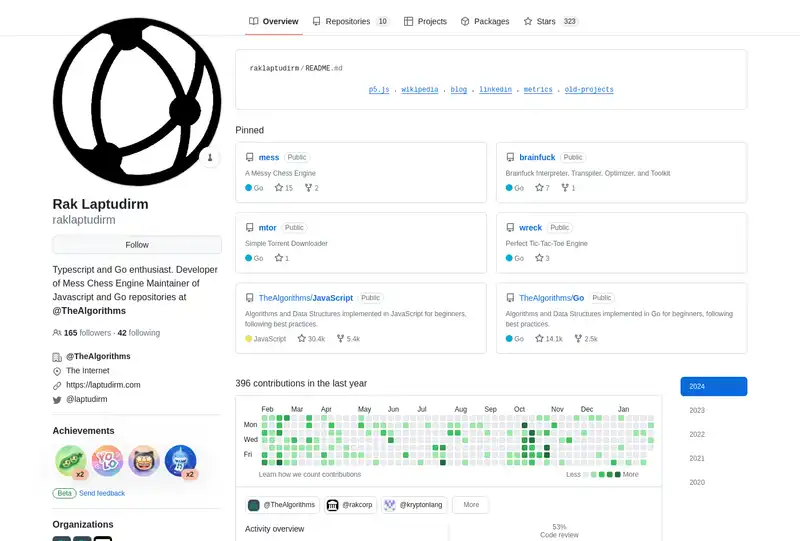 Overview Repositories 10 Projects Packages Stars 323
raklaptudirm / README.md
p5.js . wikipedia . blog . linkedin . metrics . old-projects
Rak Laptudirm
raklaptudirm
Follow
Typescript and Go enthusiast. Developer
of Mess Chess Engine Maintainer of
Javascript and Go repositories at
@TheAlgorithms
165 followers · 42 following
@TheAlgorithms
The Internet
https://laptudirm.com
@laptudirm
Achievements
YOLO
x2
x2
Beta Send feedback
Organizations
Pinned
mess Public
A Messy Chess Engine
Go 15 2
brainfuck Public
Brainfuck Interpreter, Transpiler, Optimizer, and Toolkit
Go 7 1
mtor Public
Simple Torrent Downloader
Go 1
wreck Public
Perfect Tic-Tac-Toe Engine
Go 3
TheAlgorithms/JavaScript Public
Algorithms and Data Structures implemented in JavaScript for beginners,
following best practices.
JavaScript 30.4k 5.4k
TheAlgorithms/Go Public
Algorithms and Data Structures implemented in Go for beginners,
following best practices.
Go 14.1k 2.5k
396 contributions in the last year
Feb Mar Apr May Jun Jul Aug Sep Oct Nov Dec Jan
Mon
Wed
Fri
Learn how we count contributions Less More
@TheAlgorithms @rakcorp @kryptonlang More
Activity overview
53%
Code review
2024
2023
2022
2021
2020